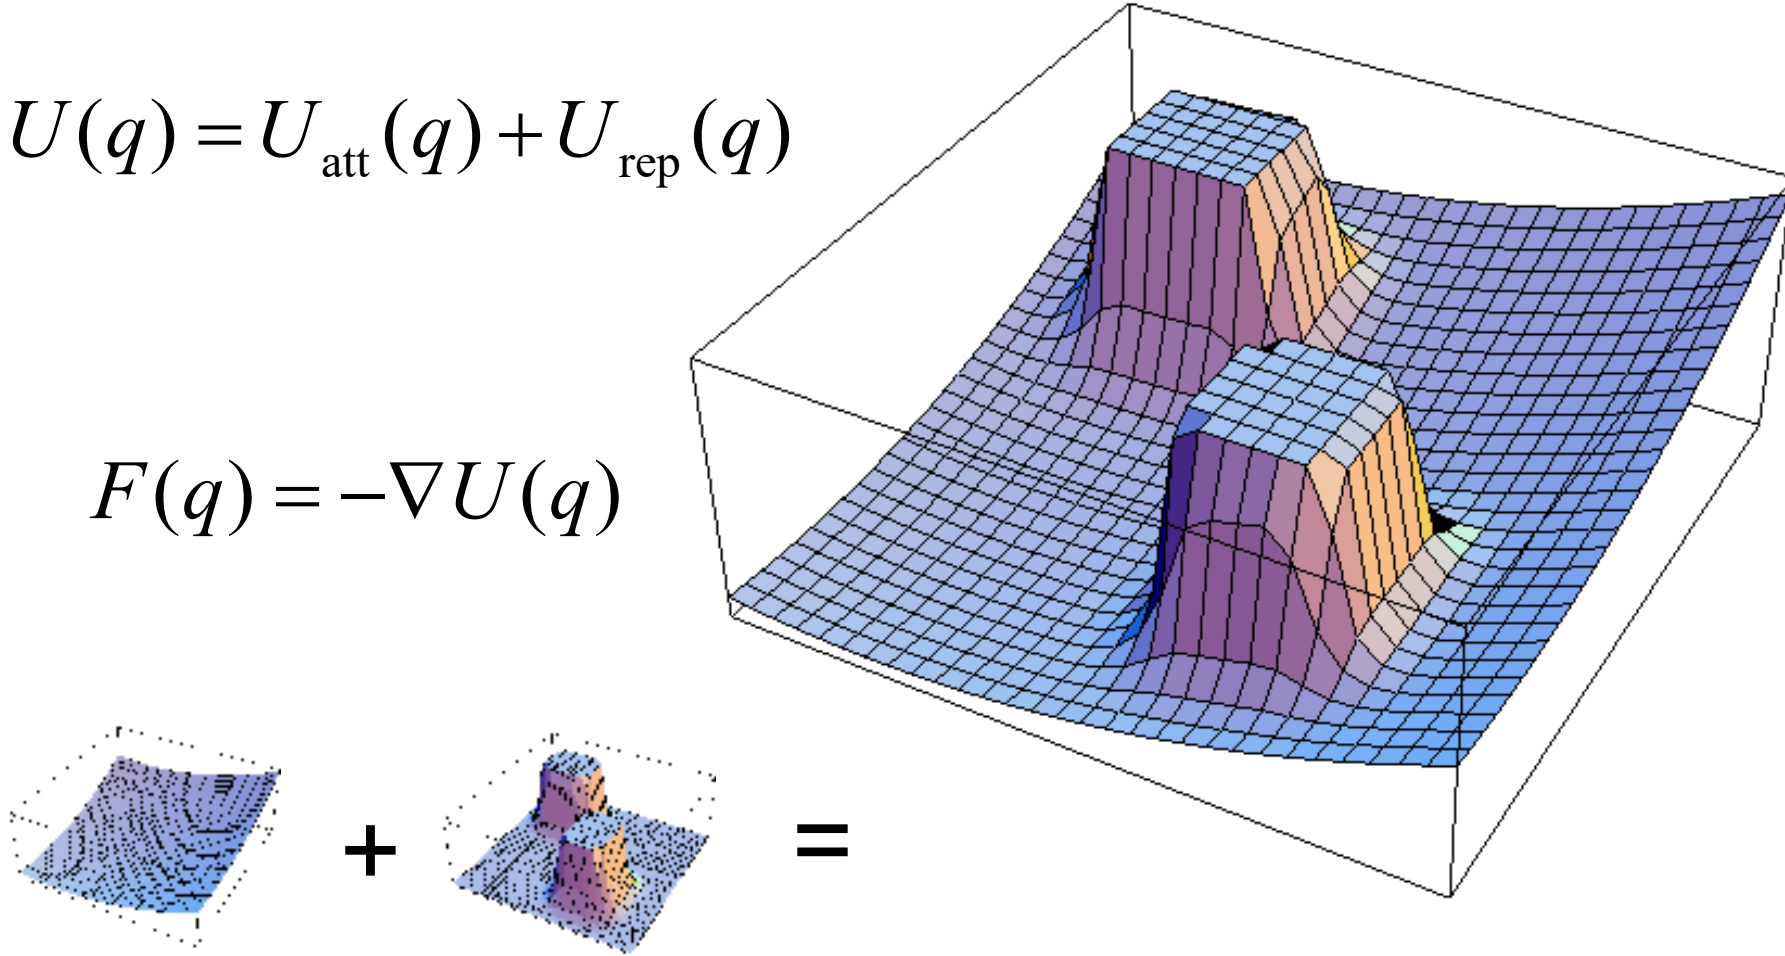 U(q) = U_att(q) + U_rep(q)
F(q) = −∇U(q)
+ =